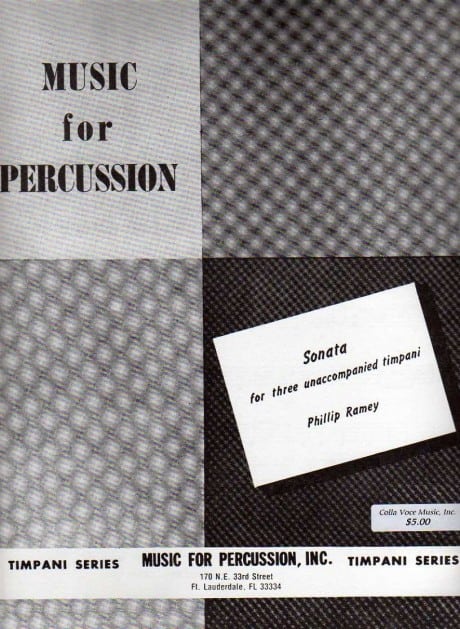 MUSIC
for
PERCUSSION
Sonata
for three unaccompanied timpani
Phillip Ramey
Colla Voce Music, Inc.
$5.00
TIMPANI SERIES MUSIC FOR PERCUSSION, INC. TIMPANI SERIES
170 N.E. 33rd Street
Ft. Lauderdale, FL 33334